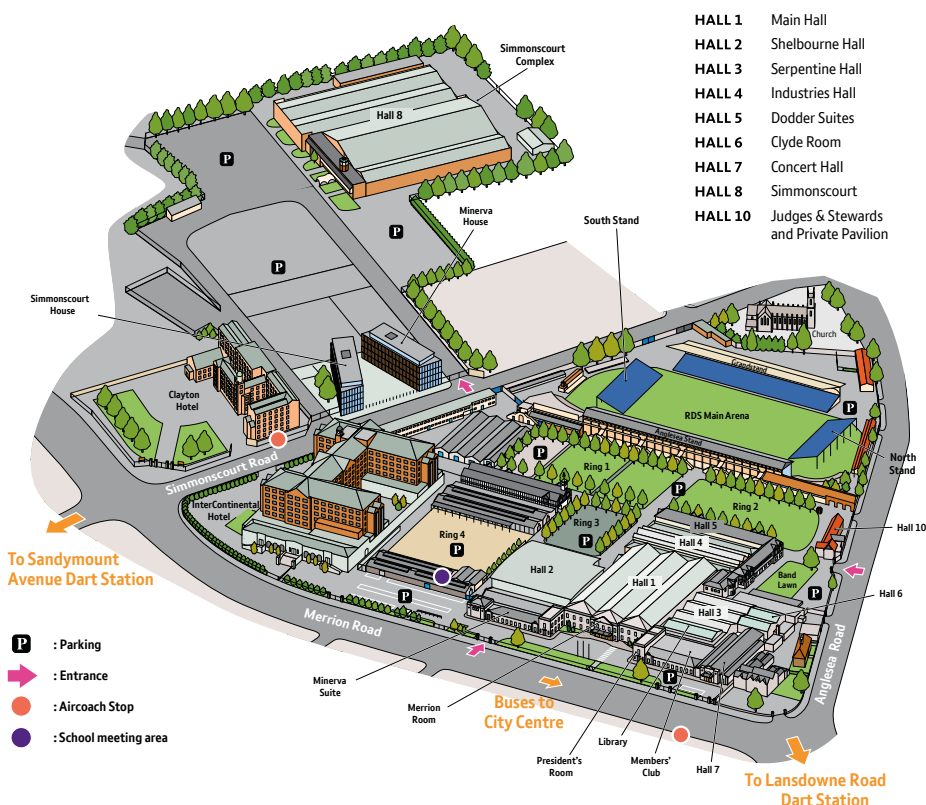 HALL 1 Main Hall
HALL 2 Shelbourne Hall
HALL 3 Serpentine Hall
HALL 4 Industries Hall
HALL 5 Dodder Suites
HALL 6 Clyde Room
HALL 7 Concert Hall
HALL 8 Simmonscourt
HALL 10 Judges & Stewards
and Private Pavilion
Simmonscourt
Complex
Hall 8
P
Minerva
House
South Stand
P
P
Simmonscourt
House
Church
Grandstand
Clayton
Hotel
P
RDS Main Arena
Anglesea Stand
North
Stand
Simmonscourt Road
P
Ring 1
P
InterContinental
Hotel
Ring 2
Ring 3
P
Hall 5
Hall 10
Ring 4
P
Hall 4
To Sandymount
Avenue Dart Station
Hall 2
Hall 1
Band
Lawn
P
Hall 6
P
Hall 3
Merrion Road
Anglesea Road
P : Parking
: Entrance
: Aircoach Stop
: School meeting area
P
Minerva
Suite
Merrion
Room
Buses to
City Centre
President's
Room
Library
Members'
Club
Hall 7
To Lansdowne Road
Dart Station